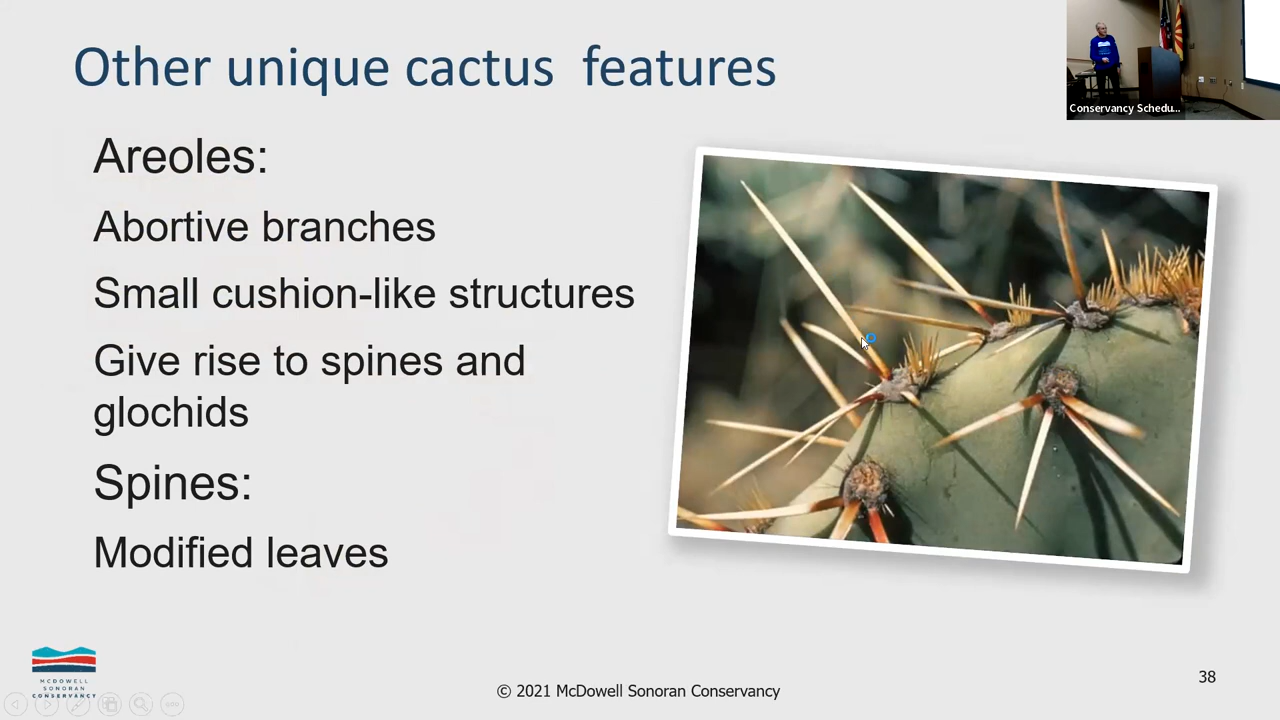 Other unique cactus features
Conservancy Schedu...
Areoles:
Abortive branches
Small cushion-like structures
Give rise to spines and
glochids
Spines:
Modified leaves
MCDOWELL
SONORAN
CONSERVANCY
© 2021 McDowell Sonoran Conservancy
38